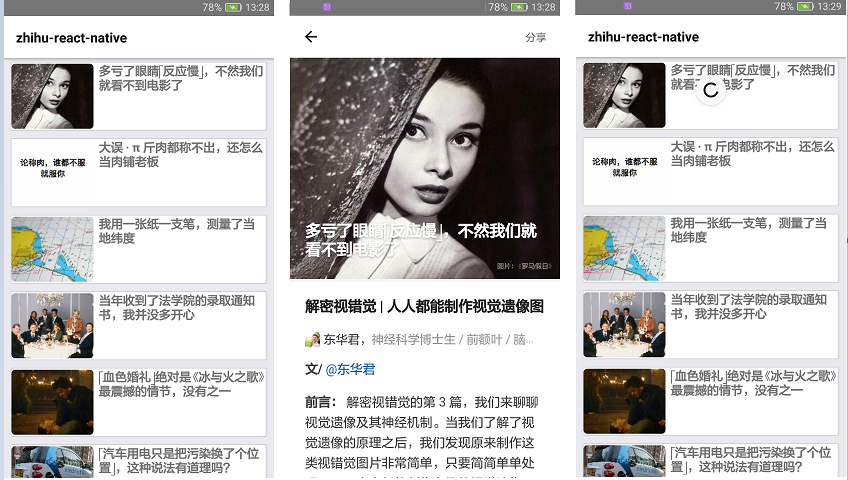 78% 13:28
zhihu-react-native
多亏了眼睛「反应慢」，不然我们
就看不到电影了
论称肉，谁都不服
就服你
大误 · π 斤肉都称不出，还怎么
当肉铺老板
我用一张纸一支笔，测量了当
地纬度
当年收到了法学院的录取通知
书，我并没多开心
「血色婚礼」绝对是《冰与火之歌》
最震撼的情节，没有之一
「汽车用电只是把污染换了个位
置」，这种说法有道理吗？
78% 13:28
分享
多亏了眼睛「反应慢」，不然我们就
看不到电影了
图片：《罗马假日》
解密视错觉 | 人人都能制作视觉遗像图
东华君，神经科学博士生 / 前额叶 / 脑...
文/ @东华君
前言： 解密视错觉的第 3 篇，我们来聊聊
视觉遗像及其神经机制。当我们了解了视
觉遗像的原理之后，我们发现原来制作这
类视错觉图片非常简单，只要简简单单处
78% 13:29
zhihu-react-native
多亏了眼睛「反应慢」，不然我们
就看 电影了
论称肉，谁都不服
就服你
大误 · π 斤肉都称不出，还怎么
当肉铺老板
我用一张纸一支笔，测量了当
地纬度
当年收到了法学院的录取通知
书，我并没多开心
「血色婚礼」绝对是《冰与火之歌》
最震撼的情节，没有之一
「汽车用电只是把污染换了个位
置」，这种说法有道理吗？